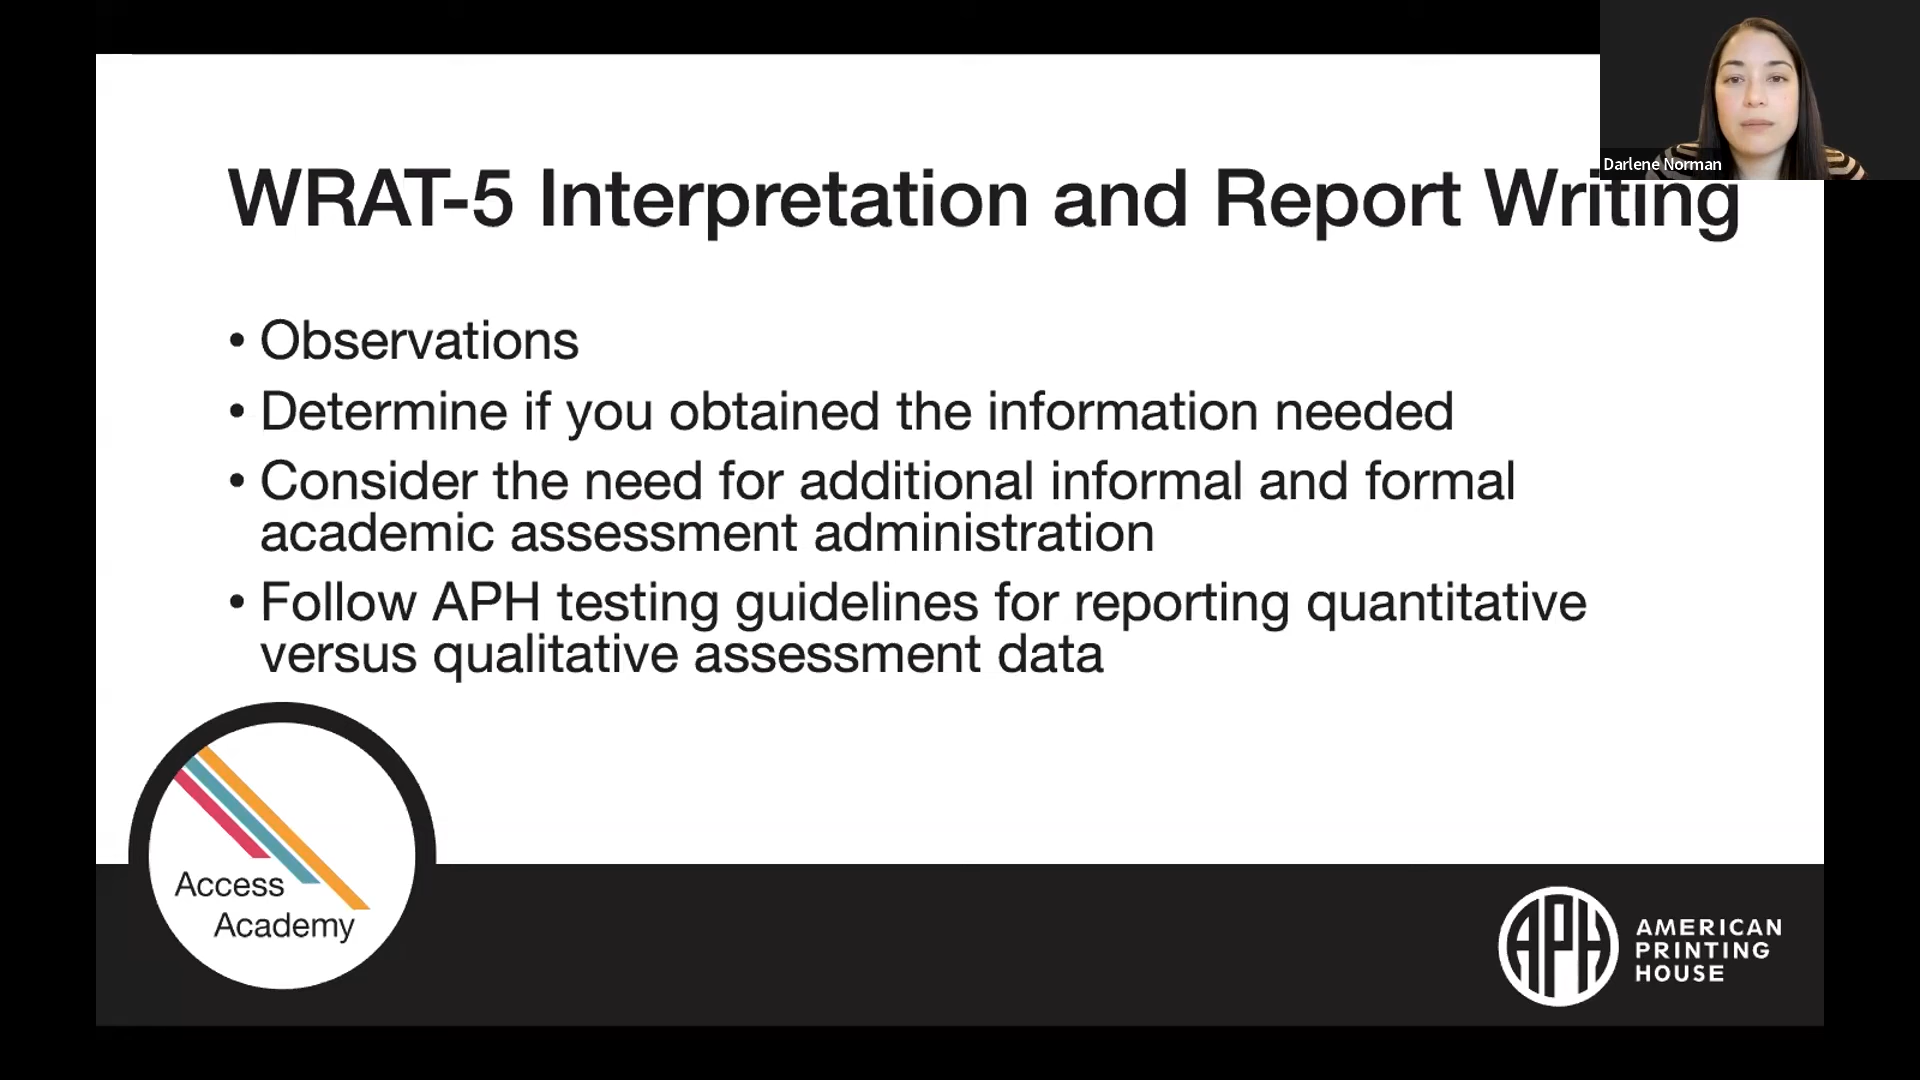 Darlene Norman
WRAT-5 Interpretation and Report Writing
• Observations
• Determine if you obtained the information needed
• Consider the need for additional informal and formal
academic assessment administration
• Follow APH testing guidelines for reporting quantitative
versus qualitative assessment data
Access
Academy
APH
AMERICAN
PRINTING
HOUSE